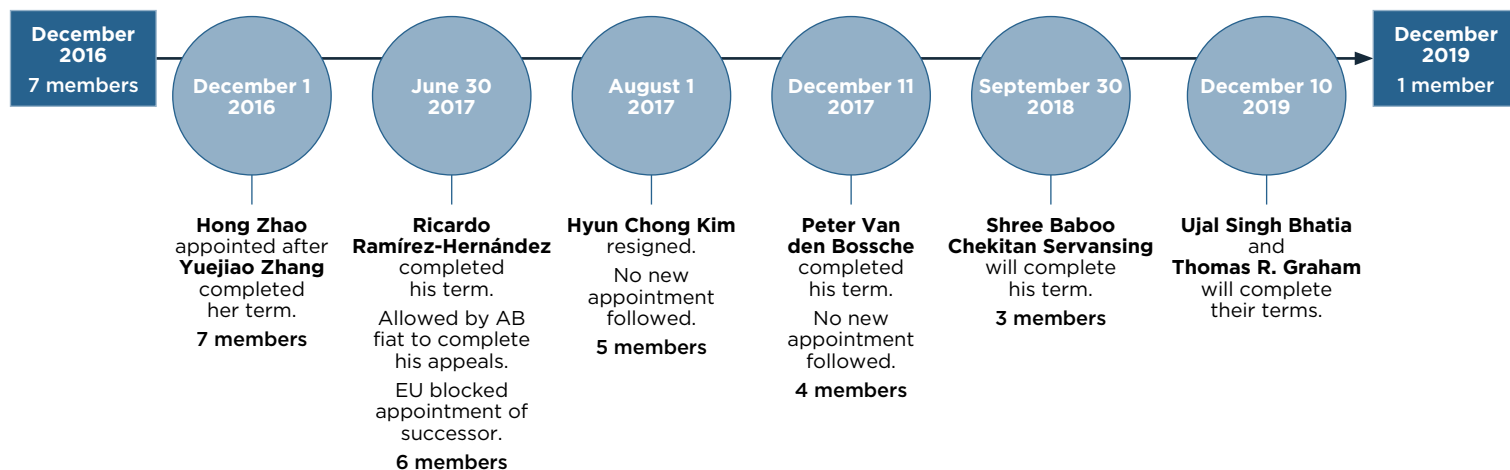 December
2016
7 members
December 1
2016
Hong Zhao
appointed after
Yuejiao Zhang
completed
her term.
7 members
June 30
2017
Ricardo
Ramírez-Hernández
completed
his term.
Allowed by AB
fiat to complete
his appeals.
EU blocked
appointment of
successor.
6 members
August 1
2017
Hyun Chong Kim
resigned.
No new
appointment
followed.
5 members
December 11
2017
Peter Van
den Bossche
completed
his term.
No new
appointment
followed.
4 members
September 30
2018
Shree Baboo
Chekitan Servansing
will complete
his term.
3 members
December 10
2019
Ujal Singh Bhatia
and
Thomas R. Graham
will complete
their terms.
December
2019
1 member